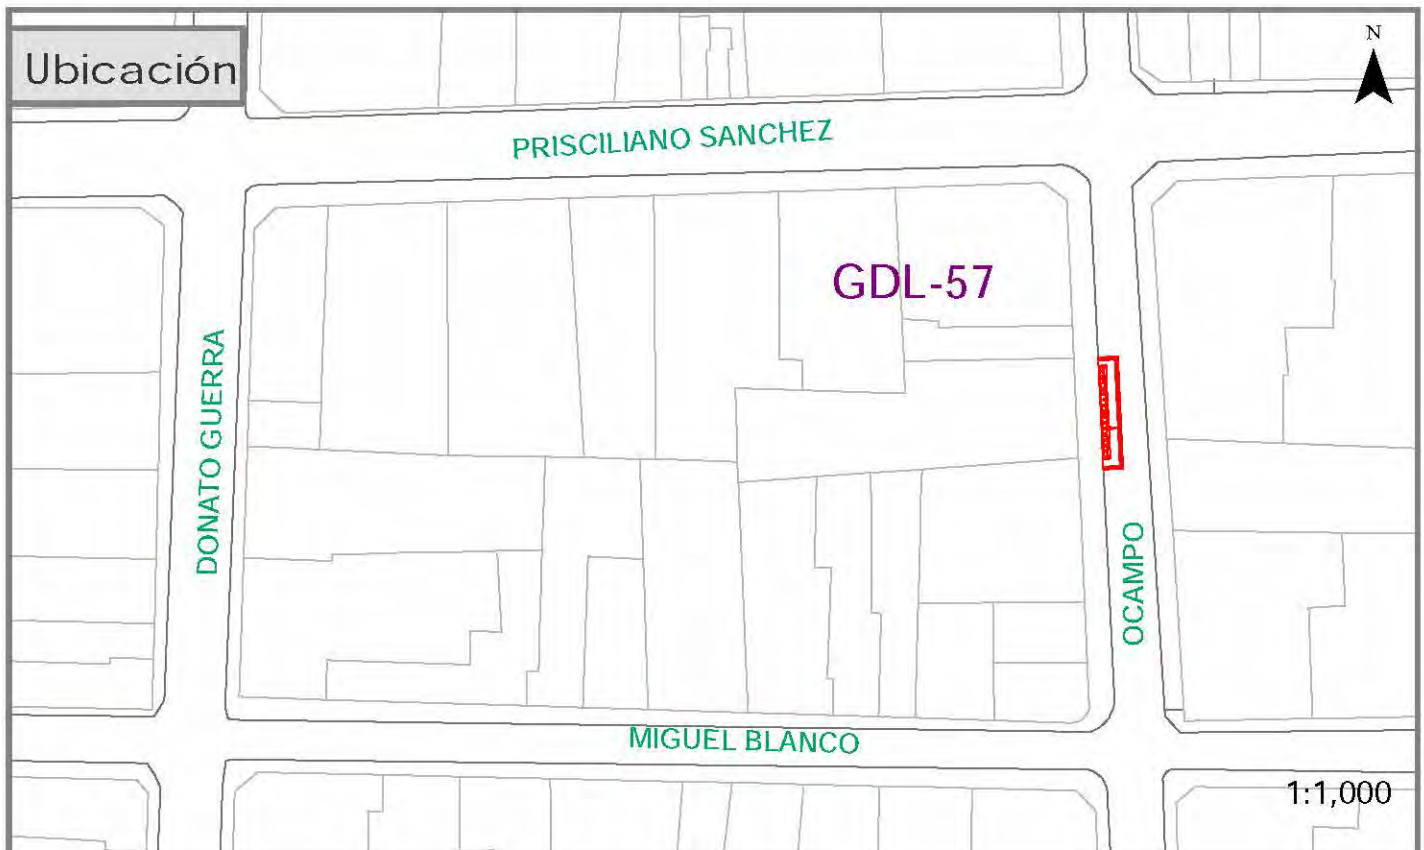 Ubicación
N
PRISCILIANO SANCHEZ
GDL-57
DONATO GUERRA
OCAMPO
MIGUEL BLANCO
1:1,000